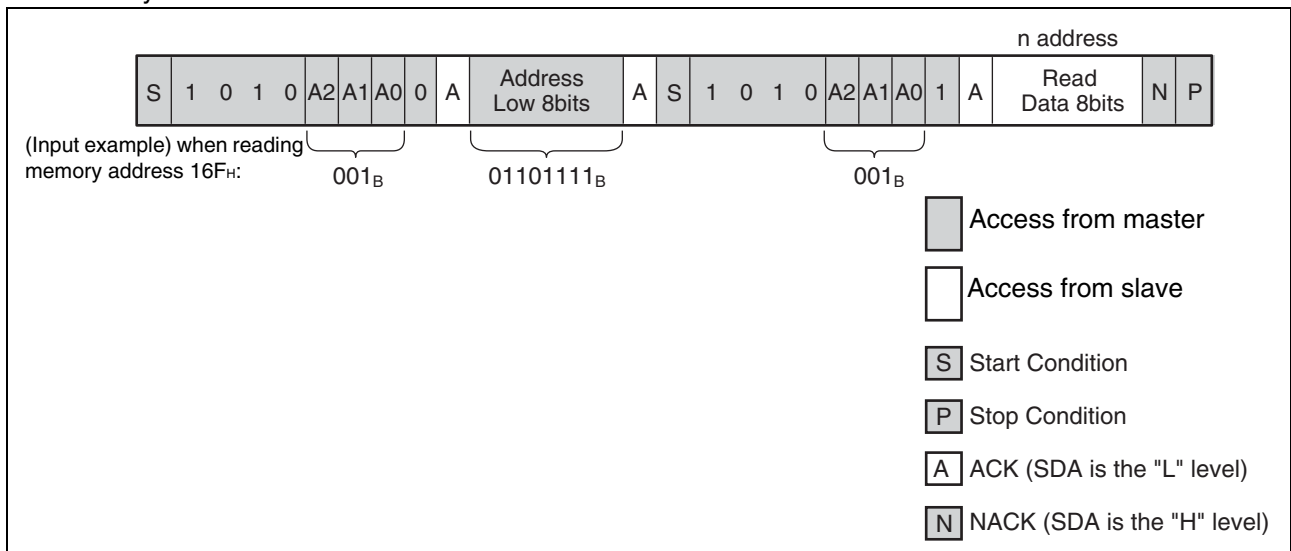 n address
S 1 0 1 0 A2 A1 A0 0 A Address Low 8bits A S 1 0 1 0 A2 A1 A0 1 A Read Data 8bits N P
(Input example) when reading
memory address 16FH: 001B 01101111B 001B
Access from master
Access from slave
S Start Condition
P Stop Condition
A ACK (SDA is the "L" level)
N NACK (SDA is the "H" level)